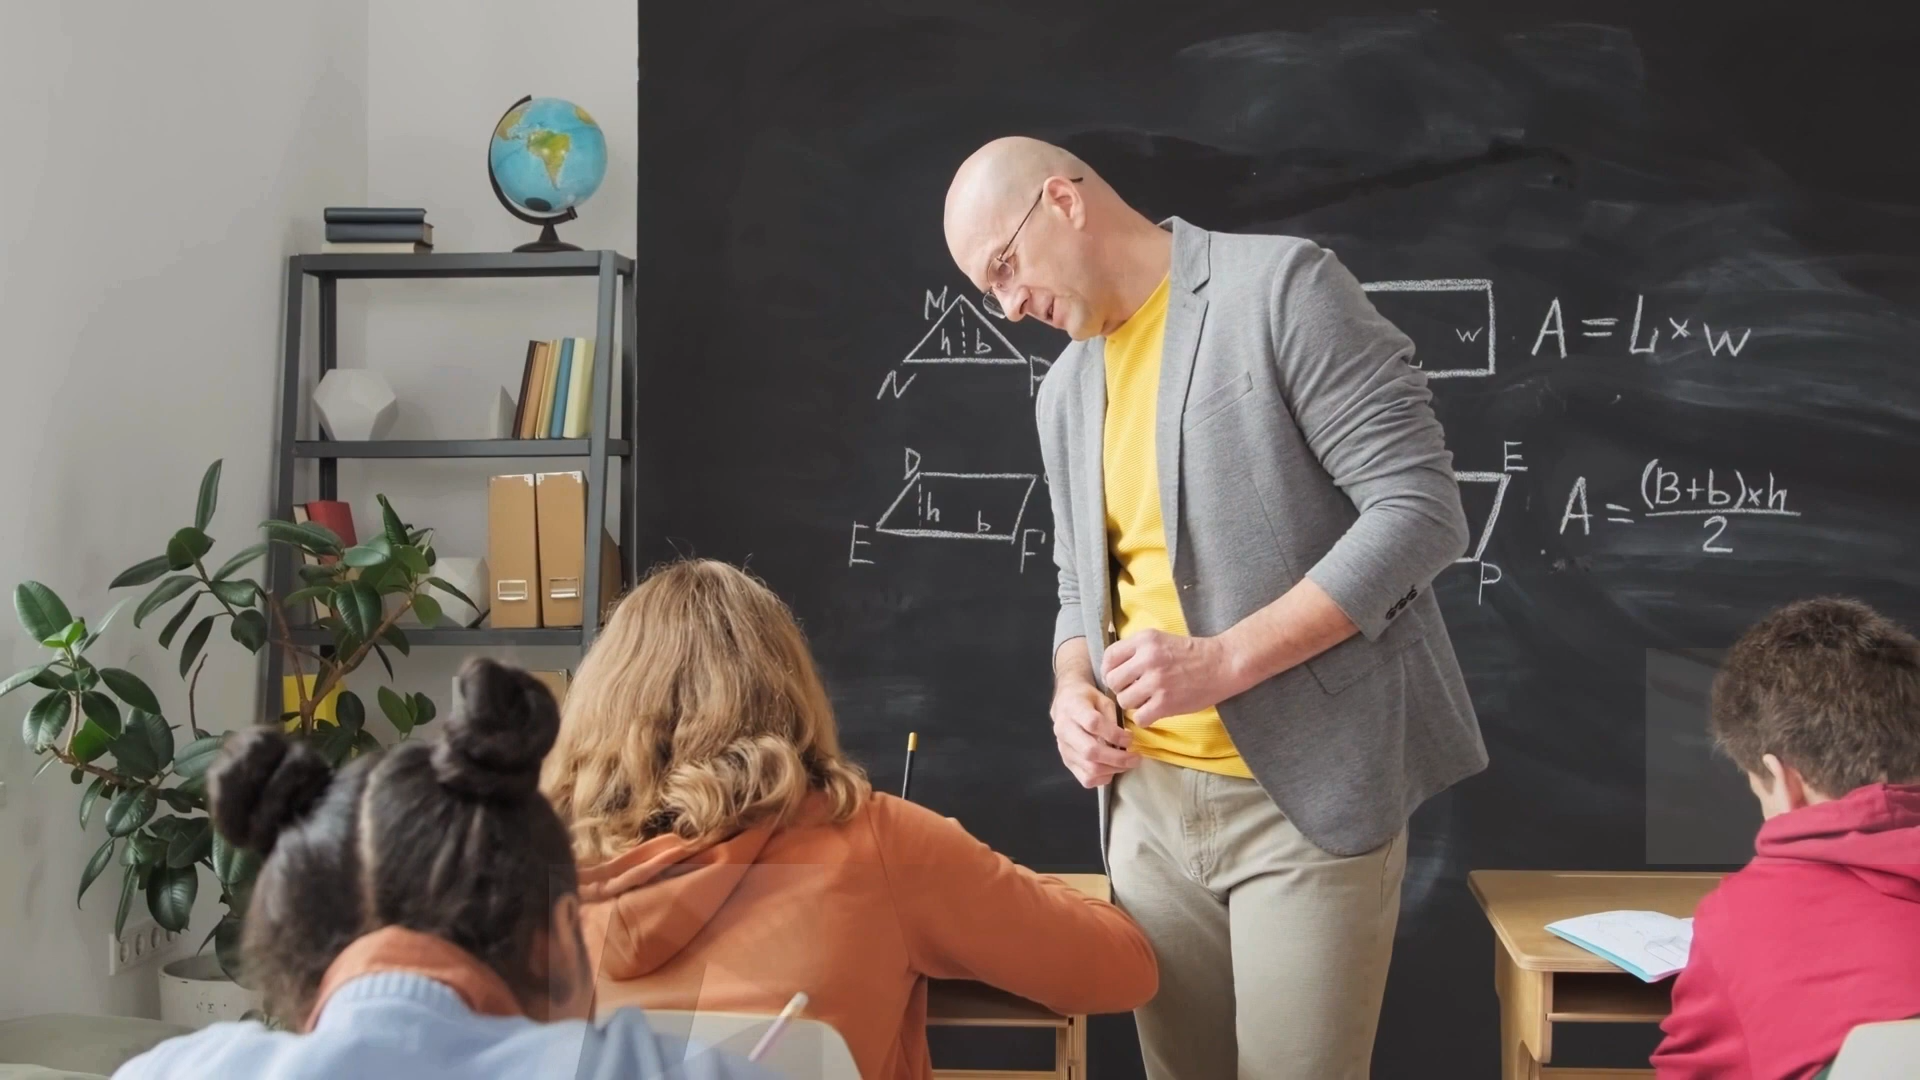 M
h b
N P
w
A = L × W
D
h b
E F
E
P
A = (B+b)×h / 2